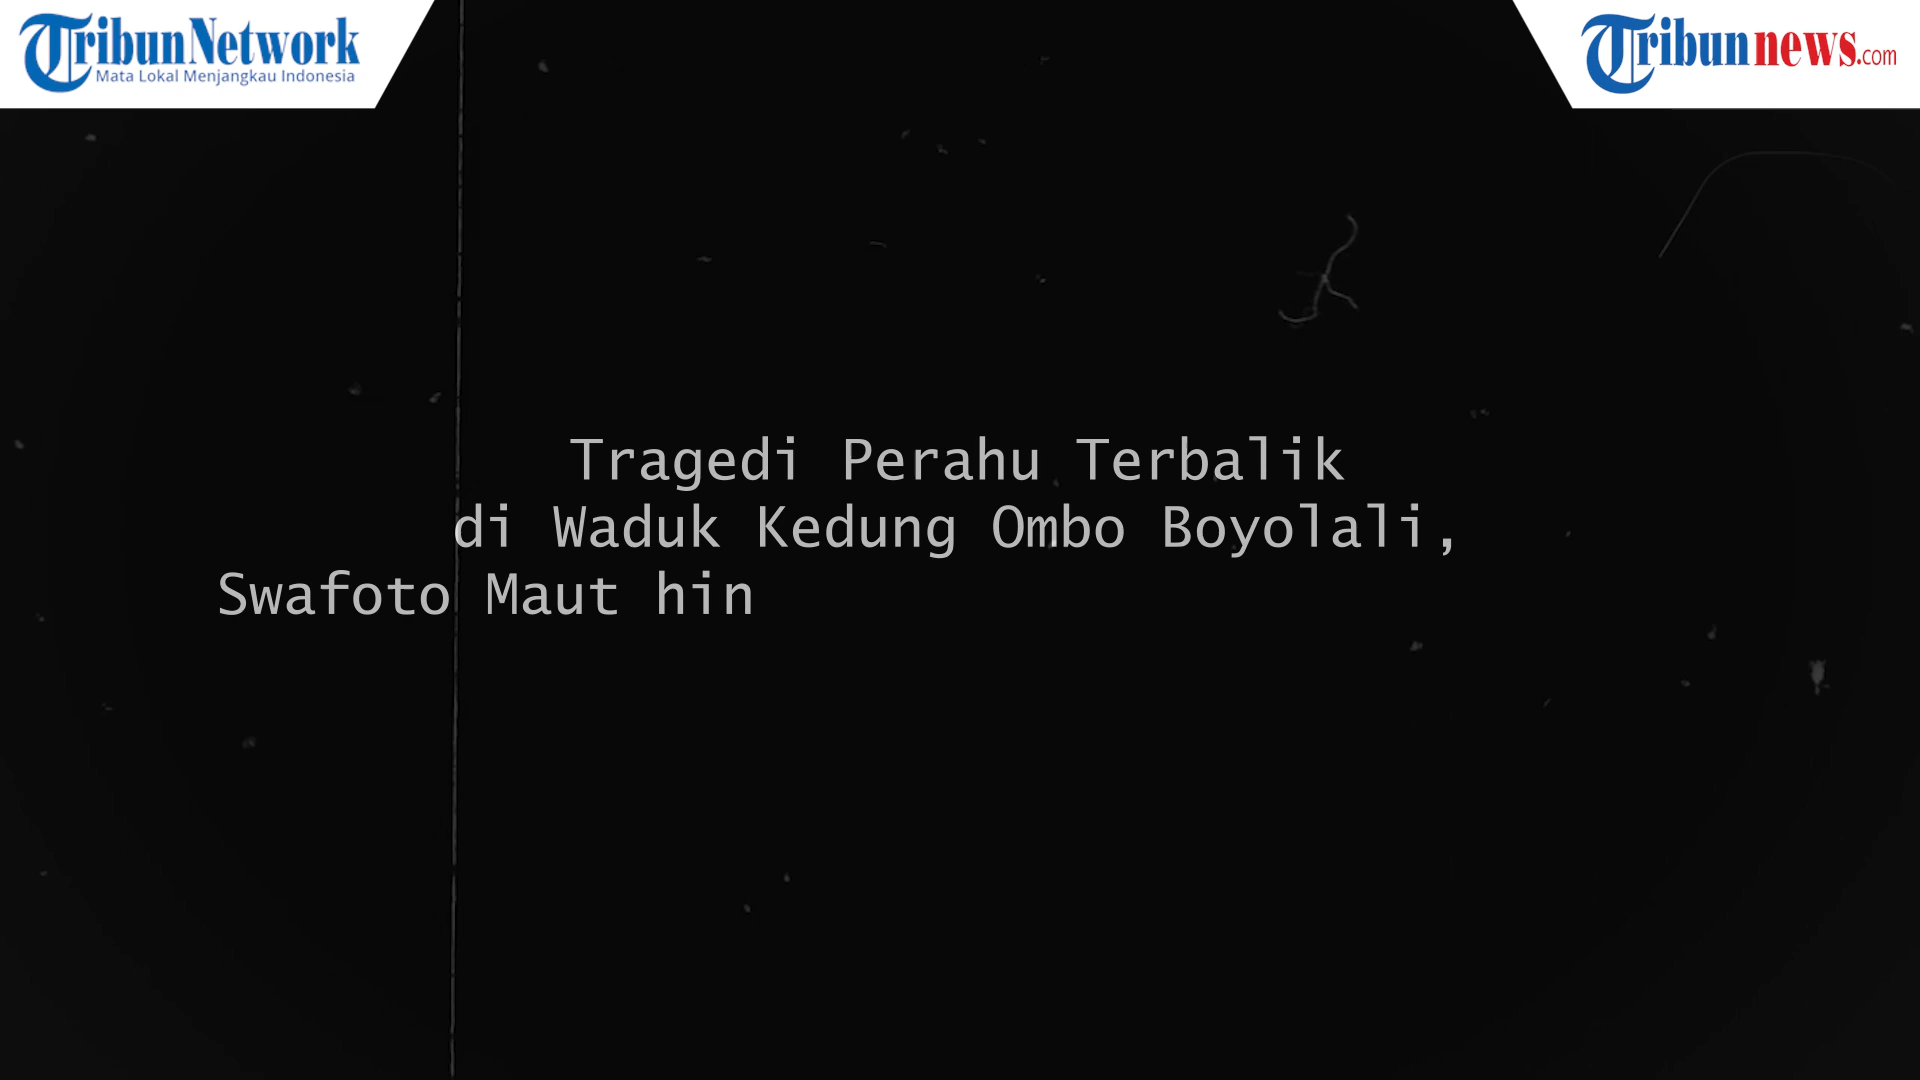 TribunNetwork
Mata Lokal Menjangkau Indonesia
Tribunnews.com
Tragedi Perahu Terbalik
di Waduk Kedung Ombo Boyolali,
Swafoto Maut hin